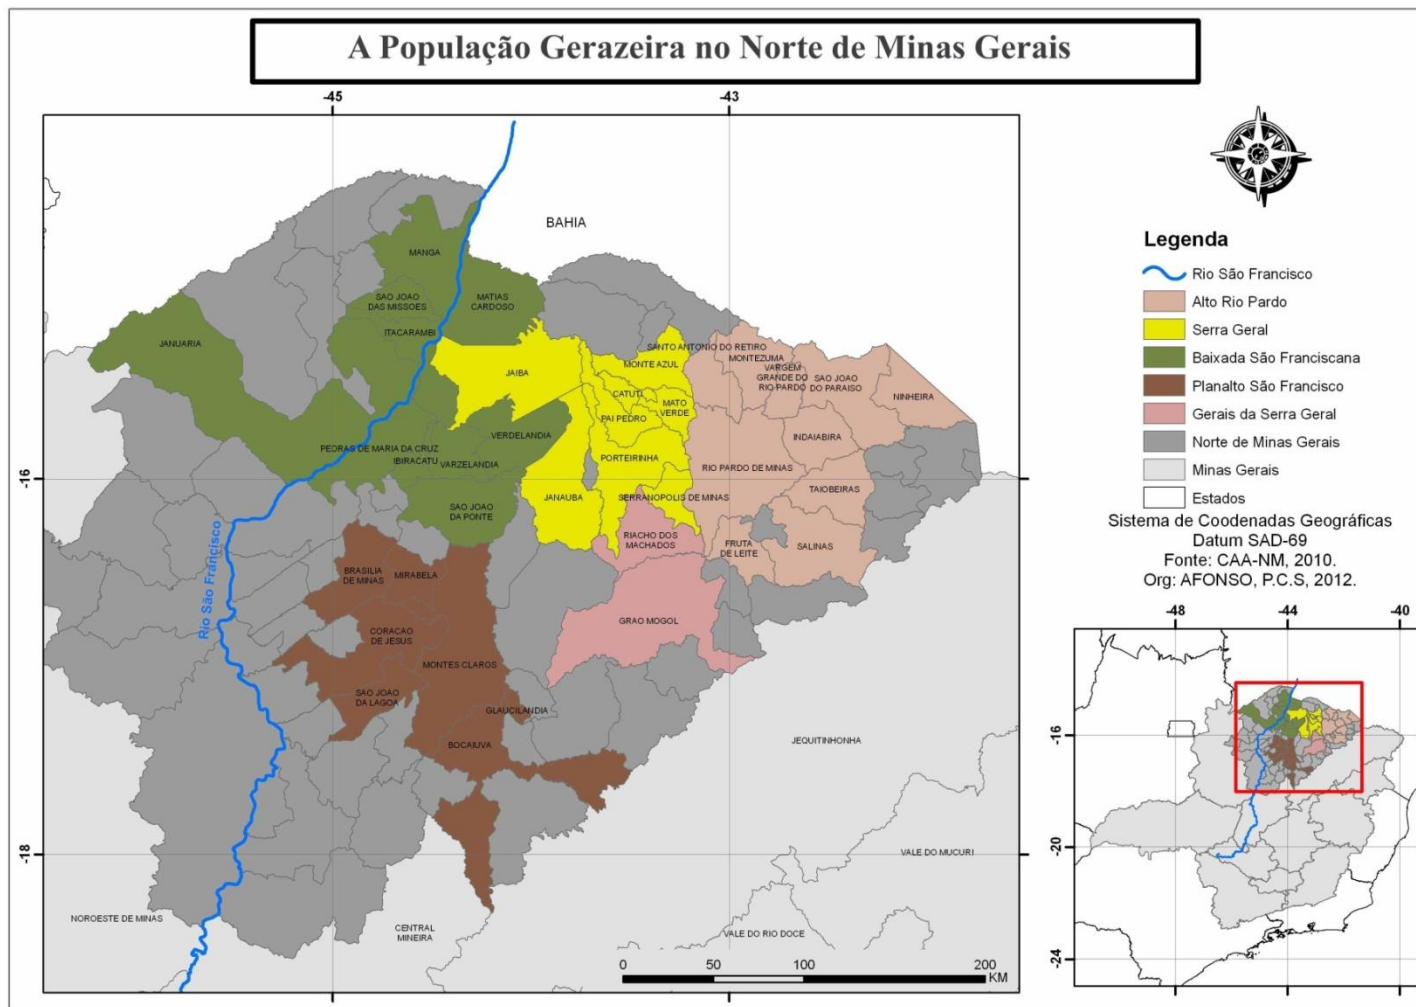 A População Gerazeira no Norte de Minas Gerais
-45
-43
BAHIA
MANGA
SAO JOAO
DAS MISSOES
MATIAS
CARDOSO
ITACARAMBI
JANUARIA
JAIBA
SANTO ANTONIO DO RETIRO
MONTEZUMA
MONTE AZUL
VARGEM
GRANDE DO
RIO PARDO
SAO JOAO
DO PARAISO
NINHEIRA
CATUTI
MATO
VERDE
PAI PEDRO
VERDELANDIA
INDAIABIRA
PEDRAS DE MARIA DA CRUZ
IBIRACATU
VARZELANDIA
PORTEIRINHA
RIO PARDO DE MINAS
-16
JANAUBA
SERRANOPOLIS DE MINAS
TAIOBEIRAS
SAO JOAO
DA PONTE
RIACHO DOS
MACHADOS
FRUTA
DE LEITE
SALINAS
BRASILIA
DE MINAS
MIRABELA
Rio São Francisco
CORACAO
DE JESUS
GRAO MOGOL
MONTES CLAROS
SAO JOAO
DA LAGOA
GLAUCILANDIA
BOCAIUVA
JEQUITINHONHA
-18
VALE DO MUCURI
NOROESTE DE MINAS
CENTRAL
MINEIRA
VALE DO RIO DOCE
0 50 100 200
KM
Legenda
Rio São Francisco
Alto Rio Pardo
Serra Geral
Baixada São Franciscana
Planalto São Francisco
Gerais da Serra Geral
Norte de Minas Gerais
Minas Gerais
Estados
Sistema de Coodenadas Geográficas
Datum SAD-69
Fonte: CAA-NM, 2010.
Org: AFONSO, P.C.S, 2012.
-48 -44 -40
-16
-20
-24